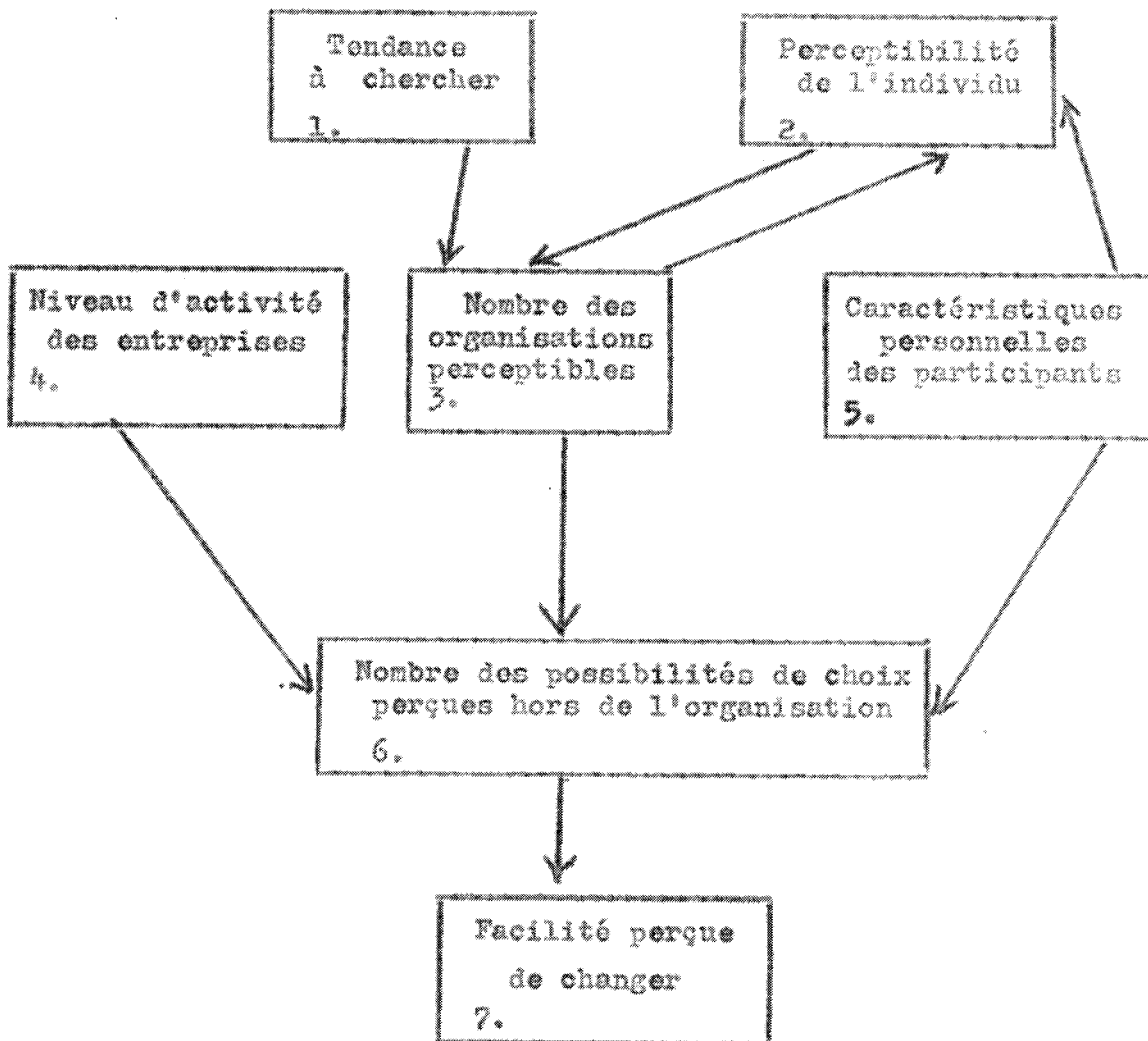 Tendance
à chercher
1.
Perceptibilité
de l'individu
2.
Niveau d'activité
des entreprises
4.
Nombre des
organisations
perceptibles
3.
Caractéristiques
personnelles
des participants
5.
Nombre des possibilités de choix
perçues hors de l'organisation
6.
Facilité perçue
de changer
7.